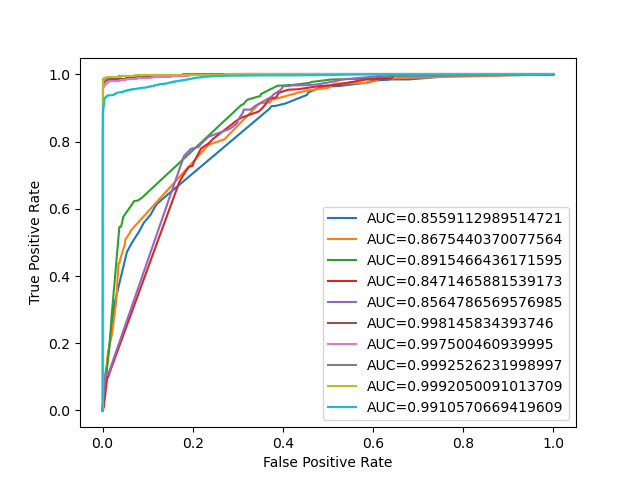 1.0
0.8
0.6
0.4
0.2
0.0
True Positive Rate
AUC=0.8559112989514721
AUC=0.8675440370077564
AUC=0.8915466436171595
AUC=0.8471465881539173
AUC=0.8564786569576985
AUC=0.998145834393746
AUC=0.997500460939995
AUC=0.9992526231998997
AUC=0.9992050091013709
AUC=0.9910570669419609
0.0 0.2 0.4 0.6 0.8 1.0
False Positive Rate